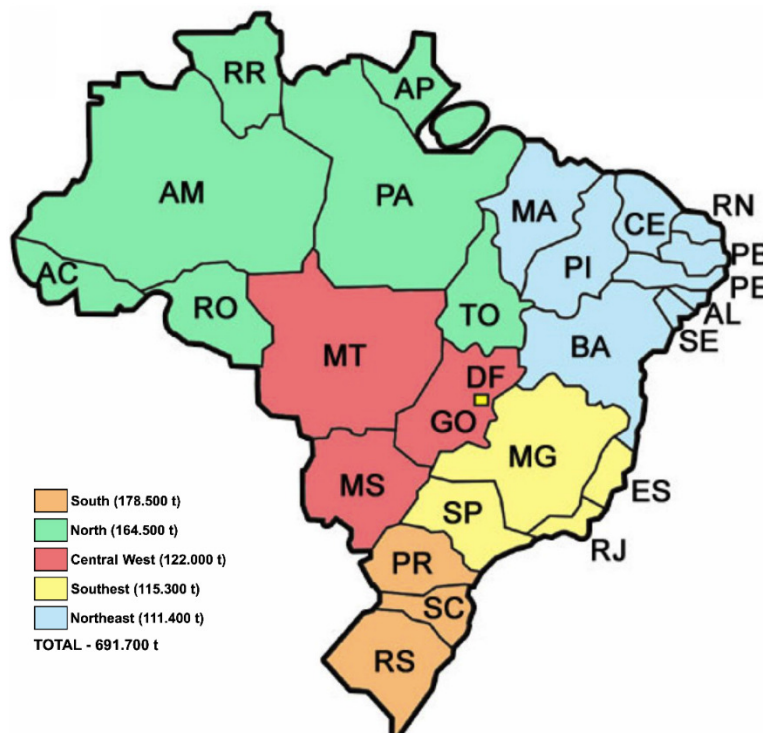 RR
AP
AM
PA
MA
CE
RN
PB
PI
PE
AC
RO
TO
AL
SE
MT
BA
DF
GO
MG
MS
ES
SP
RJ
PR
SC
RS
South (178.500 t)
North (164.500 t)
Central West (122.000 t)
Southest (115.300 t)
Northeast (111.400 t)
TOTAL - 691.700 t